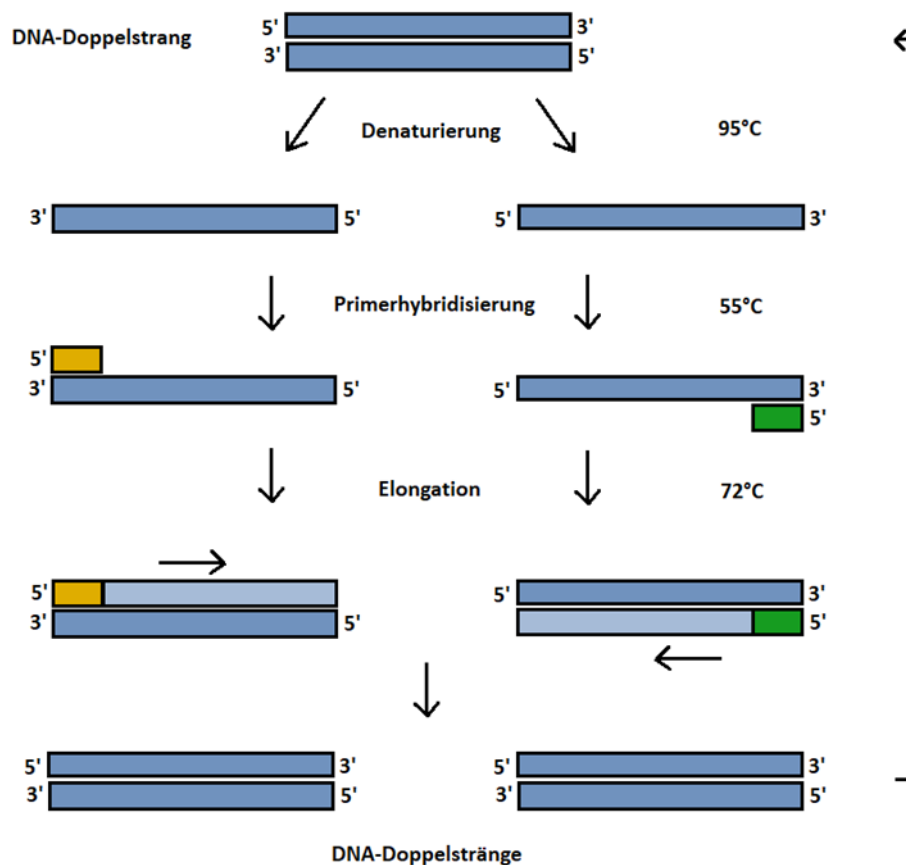 5' 3'
DNA-Doppelstrang
3' 5'
Denaturierung 95°C
3' 5' 5' 3'
Primerhybridisierung 55°C
5'
3' 5' 5' 3'
5'
Elongation 72°C
5' 5' 3'
3' 5' 5'
5' 3' 5' 3'
3' 5' 3' 5'
DNA-Doppelstränge